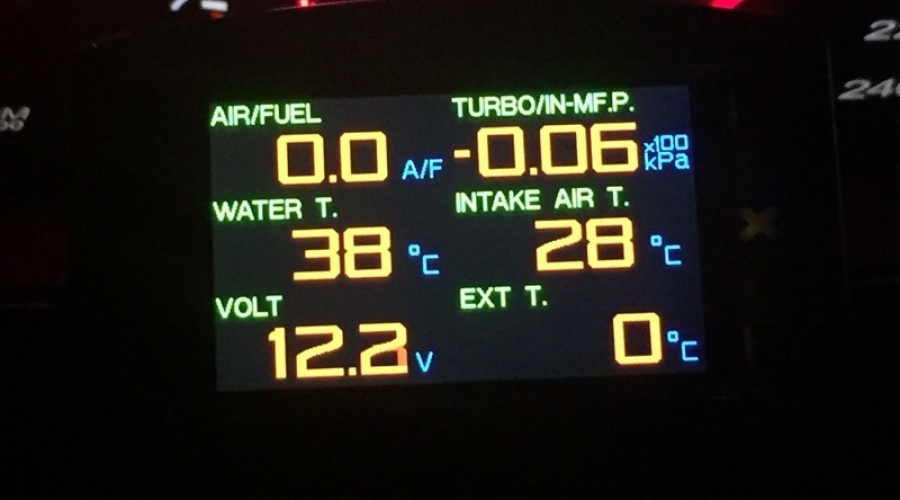 AIR/FUEL
0.0 A/F
TURBO/IN-MF.P.
-0.06 x100 kPa
WATER T.
38 °C
INTAKE AIR T.
28 °C
VOLT
12.2 V
EXT T.
0 °C